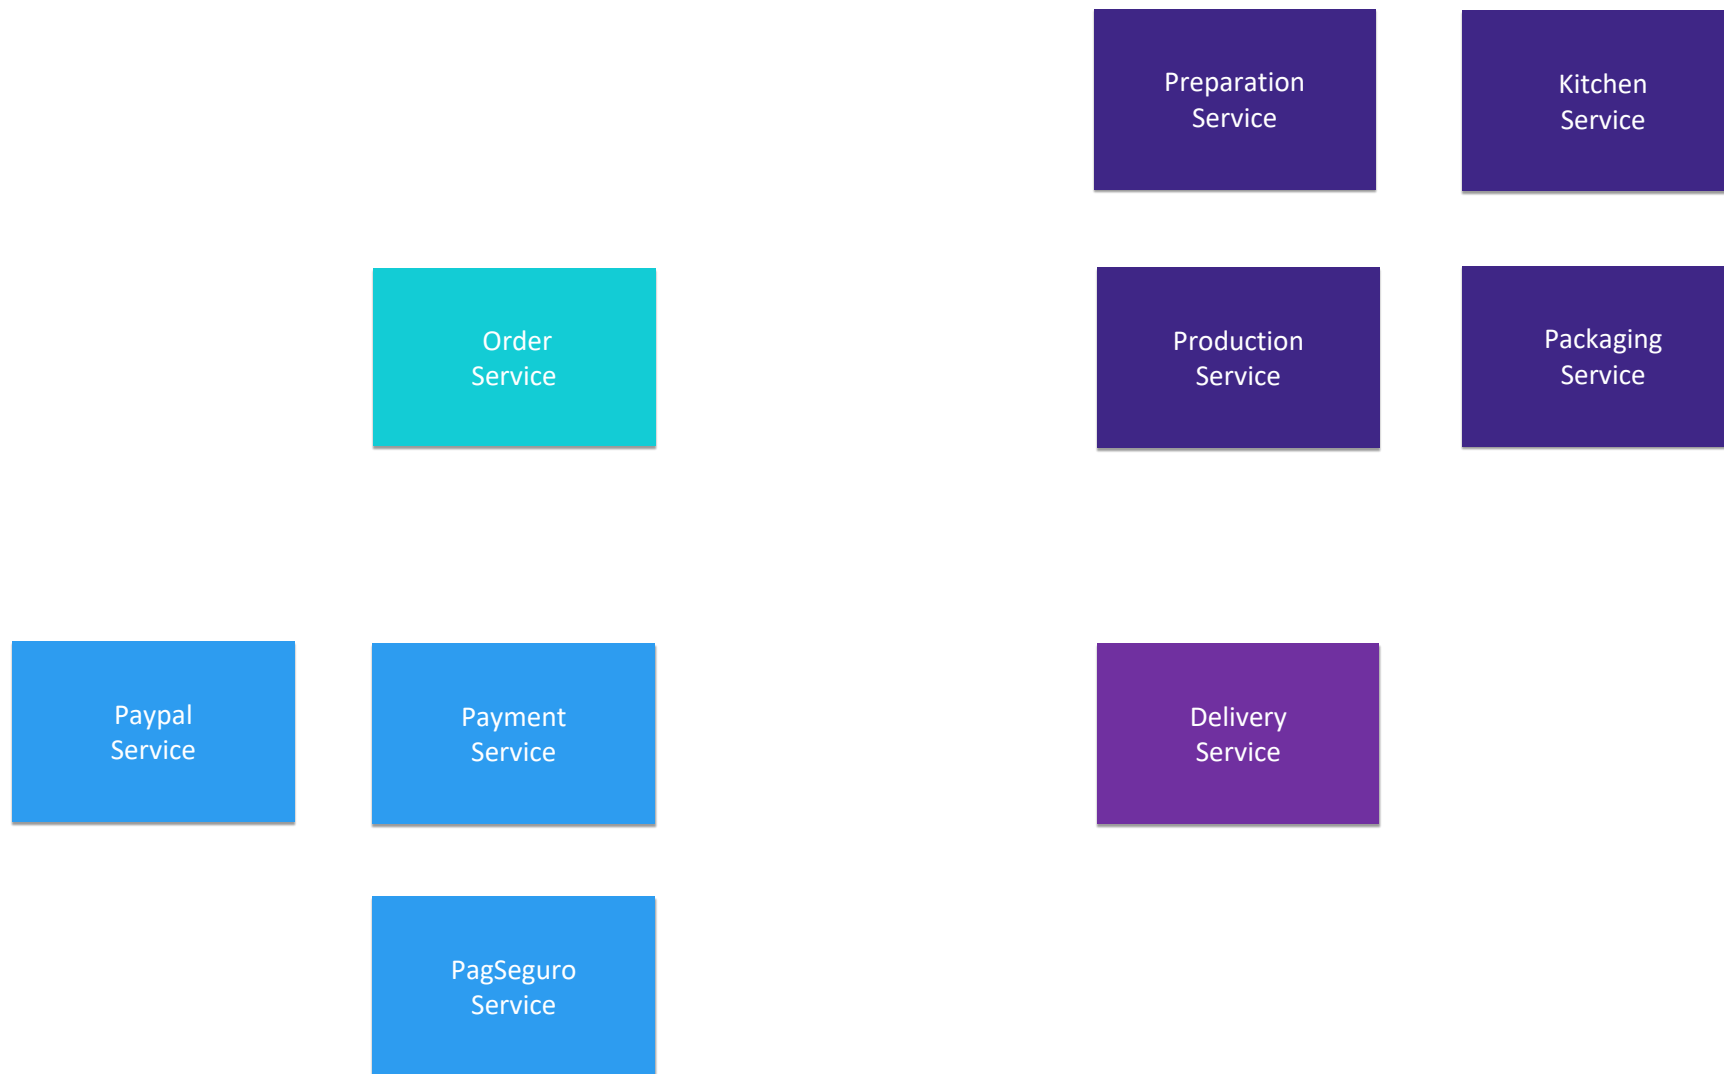 Preparation
Service
Kitchen
Service
Order
Service
Production
Service
Packaging
Service
Paypal
Service
Payment
Service
Delivery
Service
PagSeguro
Service